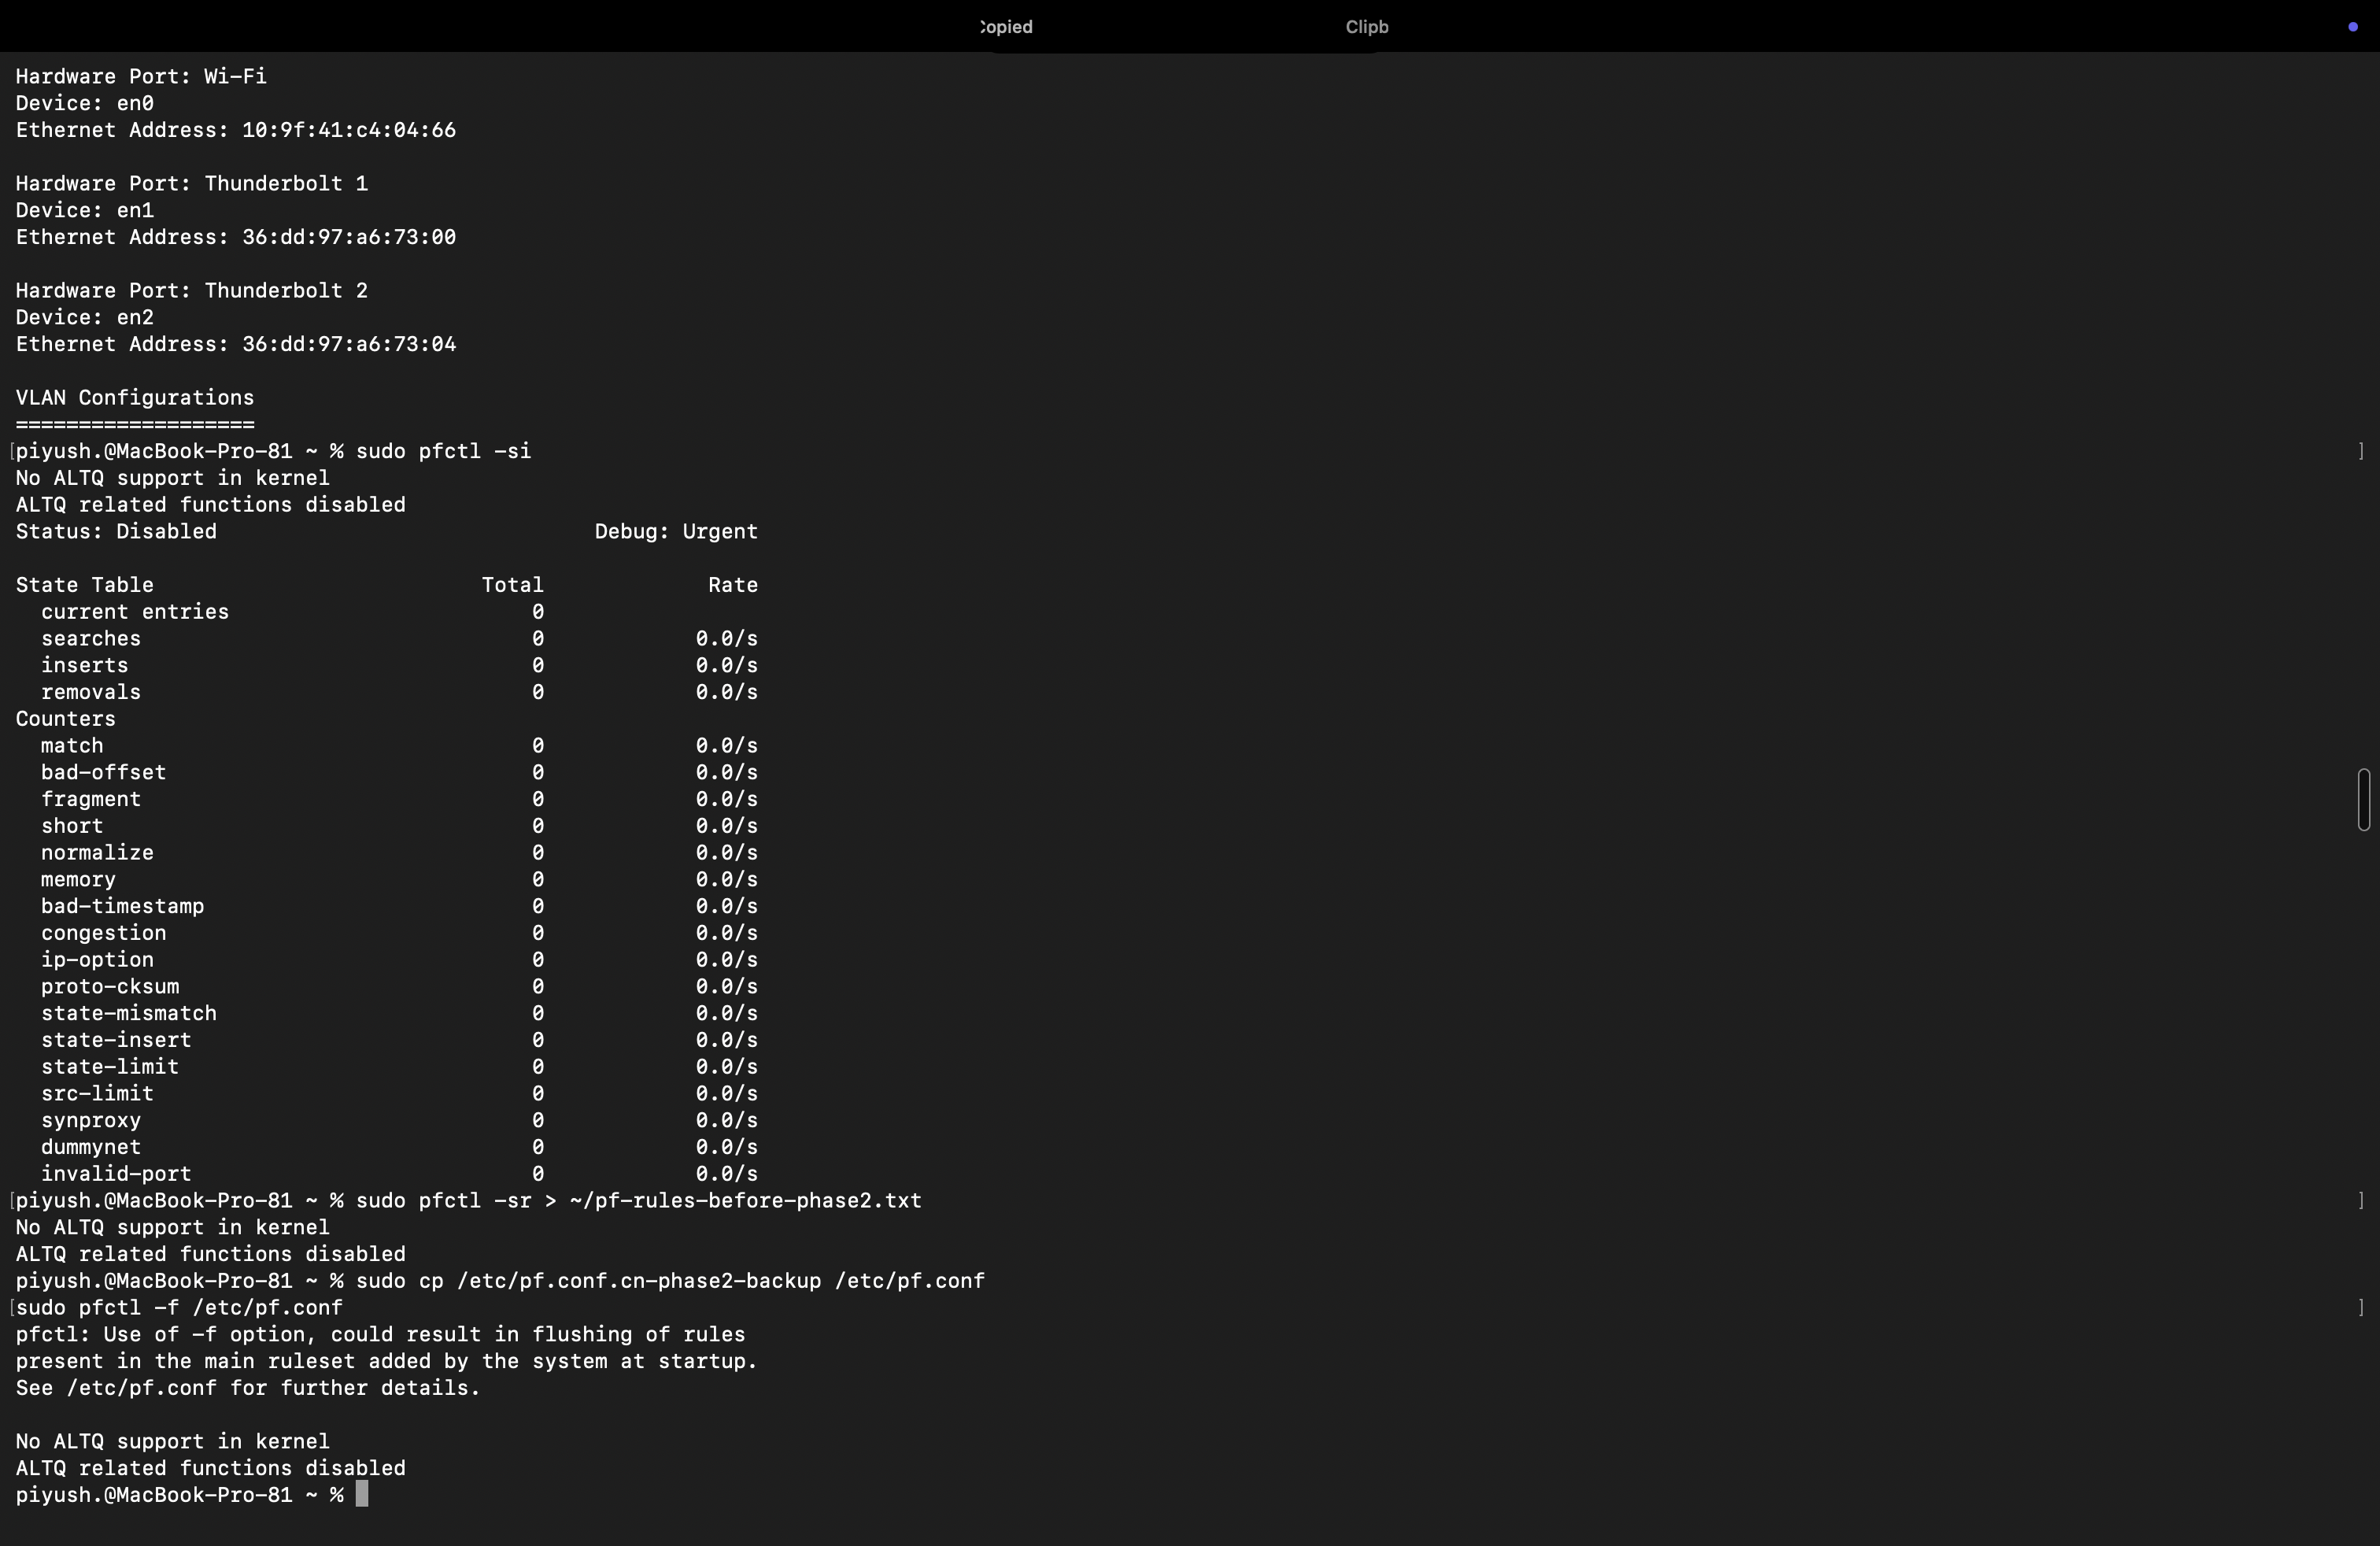 opied
Clipb
Hardware Port: Wi-Fi
Device: en0
Ethernet Address: 10:9f:41:c4:04:66
Hardware Port: Thunderbolt 1
Device: en1
Ethernet Address: 36:dd:97:a6:73:00
Hardware Port: Thunderbolt 2
Device: en2
Ethernet Address: 36:dd:97:a6:73:04
VLAN Configurations
===================
[piyush.@MacBook-Pro-81 ~ % sudo pfctl -si ]
No ALTQ support in kernel
ALTQ related functions disabled
Status: Disabled Debug: Urgent
State Table Total Rate
current entries 0
searches 0 0.0/s
inserts 0 0.0/s
removals 0 0.0/s
Counters
match 0 0.0/s
bad-offset 0 0.0/s
fragment 0 0.0/s
short 0 0.0/s
normalize 0 0.0/s
memory 0 0.0/s
bad-timestamp 0 0.0/s
congestion 0 0.0/s
ip-option 0 0.0/s
proto-cksum 0 0.0/s
state-mismatch 0 0.0/s
state-insert 0 0.0/s
state-limit 0 0.0/s
src-limit 0 0.0/s
synproxy 0 0.0/s
dummynet 0 0.0/s
invalid-port 0 0.0/s
[piyush.@MacBook-Pro-81 ~ % sudo pfctl -sr > ~/pf-rules-before-phase2.txt ]
No ALTQ support in kernel
ALTQ related functions disabled
piyush.@MacBook-Pro-81 ~ % sudo cp /etc/pf.conf.cn-phase2-backup /etc/pf.conf
[sudo pfctl -f /etc/pf.conf ]
pfctl: Use of -f option, could result in flushing of rules
present in the main ruleset added by the system at startup.
See /etc/pf.conf for further details.
No ALTQ support in kernel
ALTQ related functions disabled
piyush.@MacBook-Pro-81 ~ %